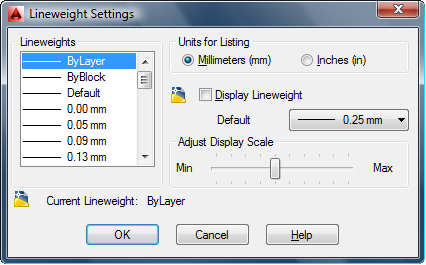 Lineweight Settings
Lineweights
ByLayer
ByBlock
Default
0.00 mm
0.05 mm
0.09 mm
0.13 mm
Units for Listing
Millimeters (mm)
Inches (in)
Display Lineweight
Default
0.25 mm
Adjust Display Scale
Min
Max
Current Lineweight: ByLayer
OK
Cancel
Help